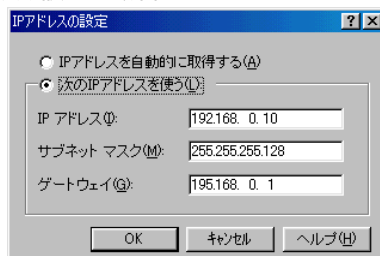 IPアドレスの設定
IPアドレスを自動的に取得する(A)
次のIPアドレスを使う(L):
IP アドレス(I): 192.168. 0. 10
サブネット マスク(M): 255.255.255.128
ゲートウェイ(G): 195.168. 0. 1
OK キャンセル ヘルプ(H)